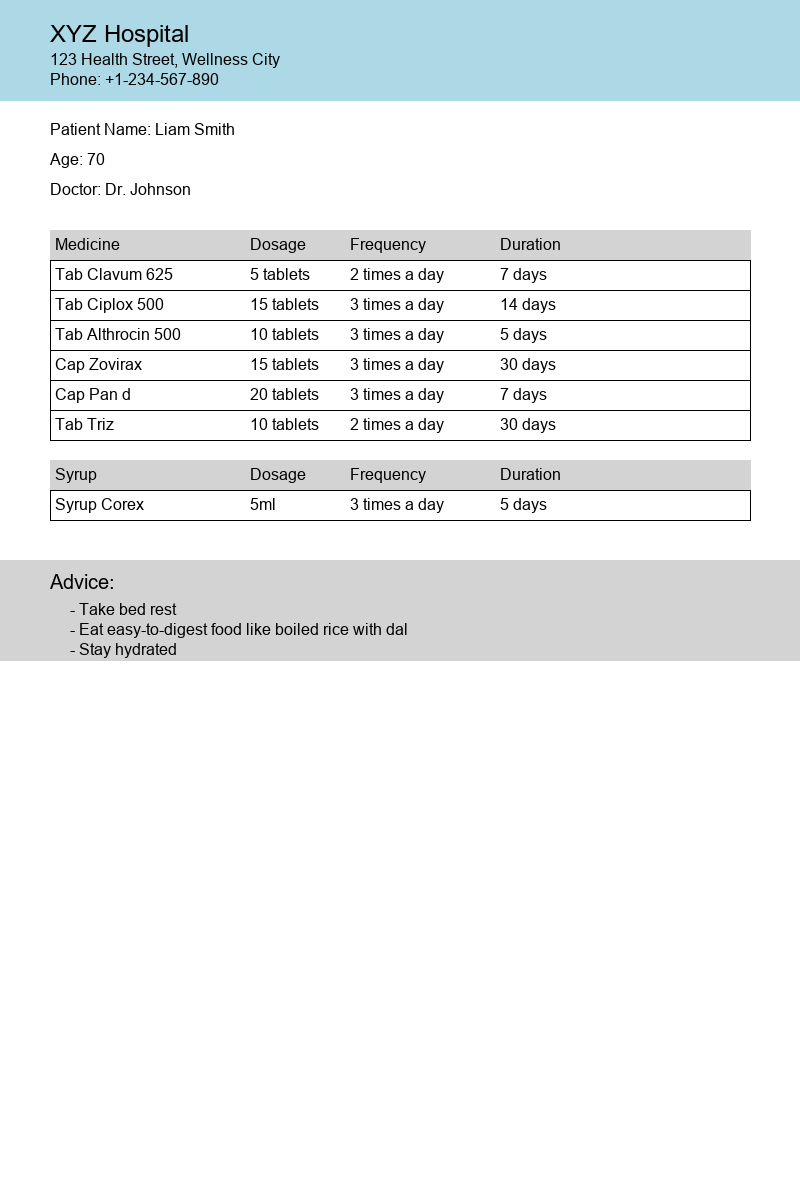 XYZ Hospital
123 Health Street, Wellness City
Phone: +1-234-567-890
Patient Name: Liam Smith
Age: 70
Doctor: Dr. Johnson
Medicine Dosage Frequency Duration
Tab Clavum 625 5 tablets 2 times a day 7 days
Tab Ciplox 500 15 tablets 3 times a day 14 days
Tab Althrocin 500 10 tablets 3 times a day 5 days
Cap Zovirax 15 tablets 3 times a day 30 days
Cap Pan d 20 tablets 3 times a day 7 days
Tab Triz 10 tablets 2 times a day 30 days
Syrup Dosage Frequency Duration
Syrup Corex 5ml 3 times a day 5 days
Advice:
- Take bed rest
- Eat easy-to-digest food like boiled rice with dal
- Stay hydrated